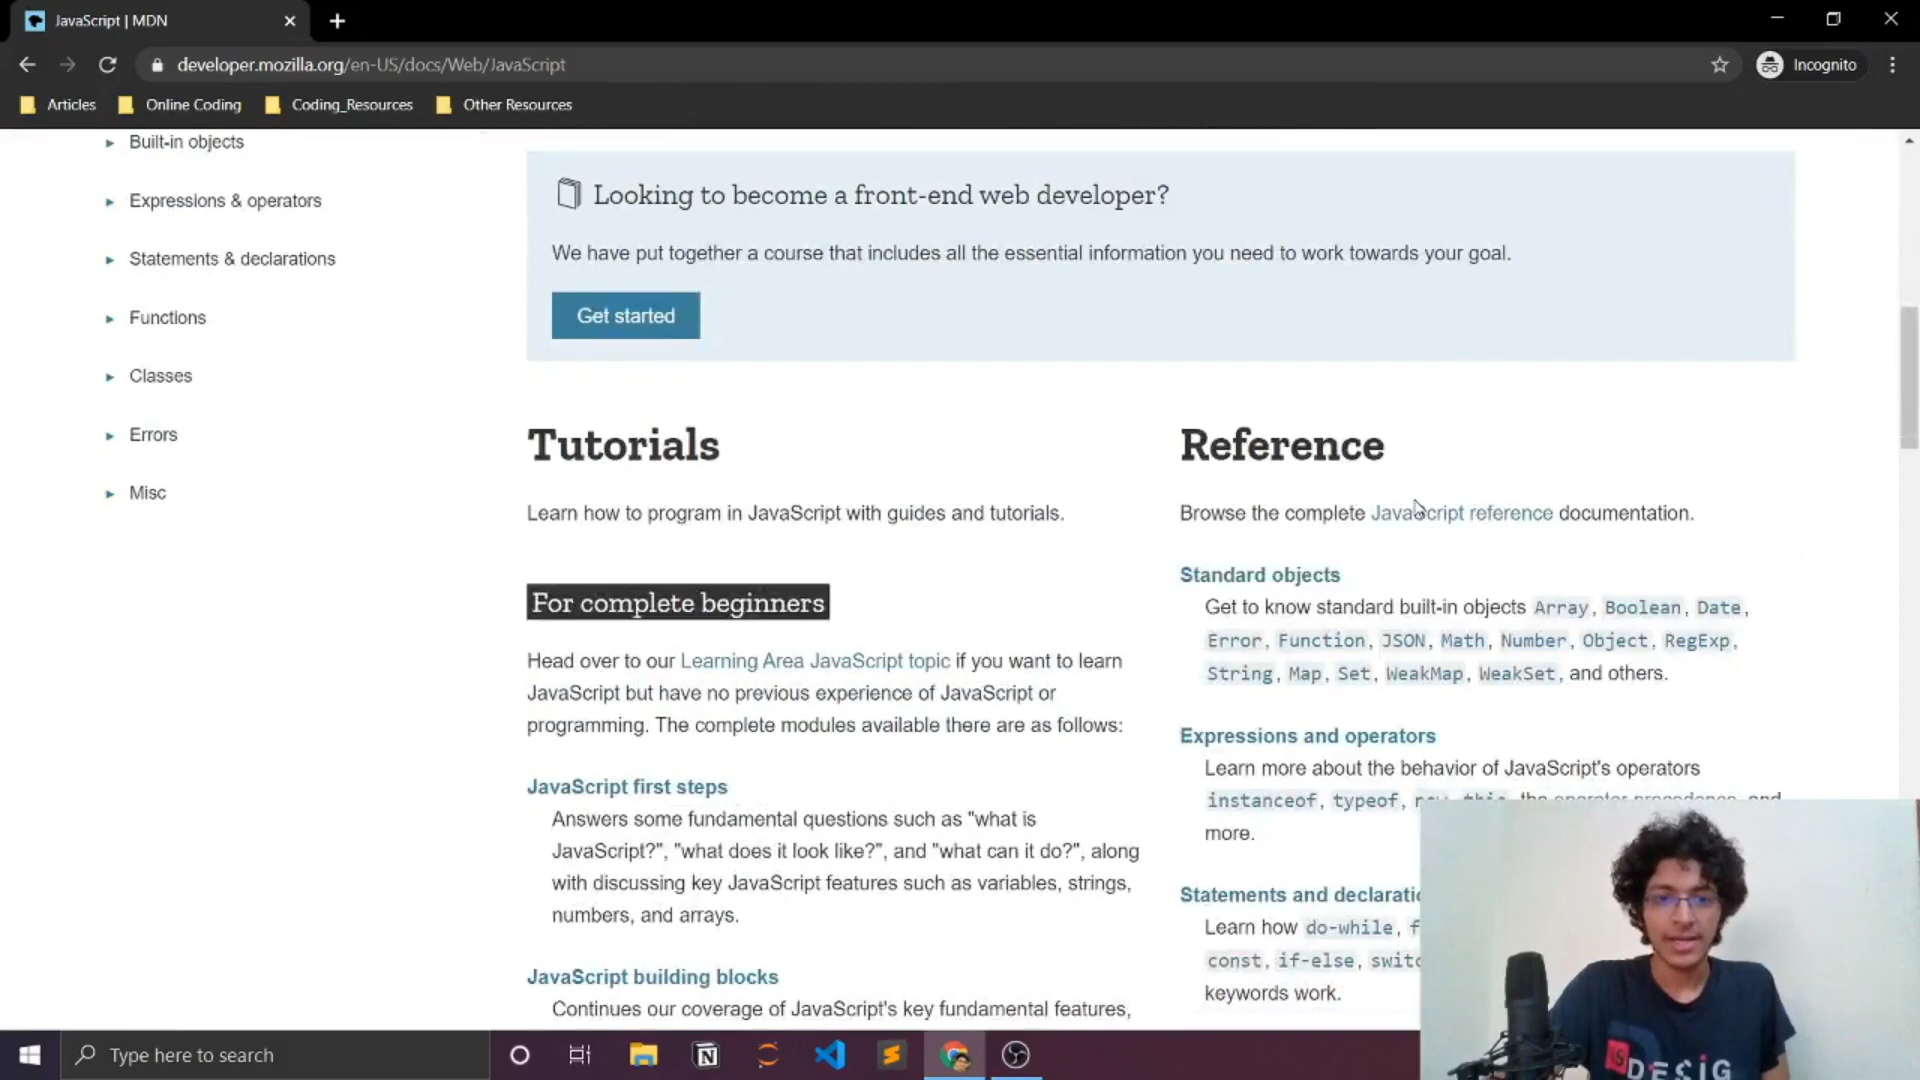 JavaScript | MDN
developer.mozilla.org/en-US/docs/Web/JavaScript
Incognito
Articles
Online Coding
Coding_Resources
Other Resources
Built-in objects
Expressions & operators
Statements & declarations
Functions
Classes
Errors
Misc
Looking to become a front-end web developer?
We have put together a course that includes all the essential information you need to work towards your goal.
Get started
Tutorials
Learn how to program in JavaScript with guides and tutorials.
For complete beginners
Head over to our Learning Area JavaScript topic if you want to learn
JavaScript but have no previous experience of JavaScript or
programming. The complete modules available there are as follows:
JavaScript first steps
Answers some fundamental questions such as "what is
JavaScript?", "what does it look like?", and "what can it do?", along
with discussing key JavaScript features such as variables, strings,
numbers, and arrays.
JavaScript building blocks
Continues our coverage of JavaScript's key fundamental features,
Reference
Browse the complete JavaScript reference documentation.
Standard objects
Get to know standard built-in objects Array, Boolean, Date,
Error, Function, JSON, Math, Number, Object, RegExp,
String, Map, Set, WeakMap, WeakSet, and others.
Expressions and operators
Learn more about the behavior of JavaScript's operators
instanceof, typeof, new, this, the operator precedence, and
more.
Statements and
Learn how do-while,
const, if-else,
keywords work.
DESIG
Type here to search